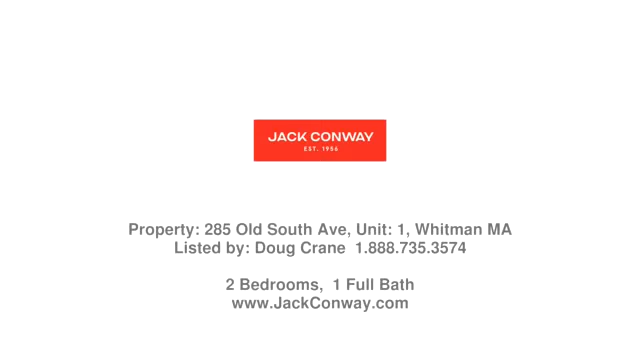 JACK CONWAY
EST. 1956
Property: 285 Old South Ave, Unit: 1, Whitman MA
Listed by: Doug Crane  1.888.735.3574
2 Bedrooms,  1 Full Bath
www.JackConway.com